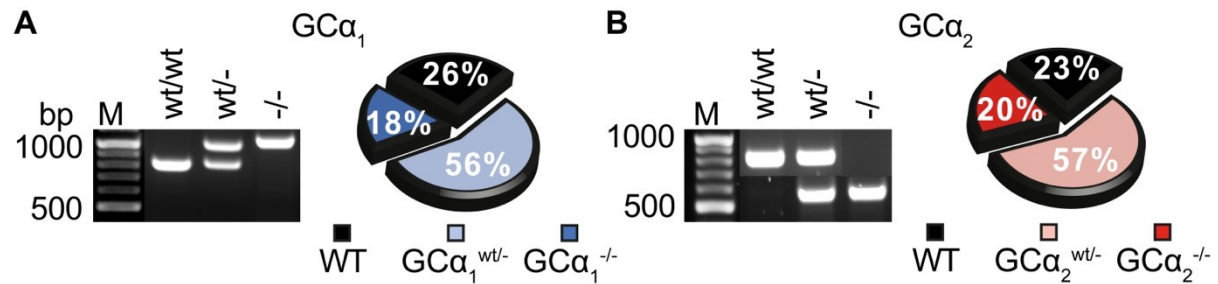 A
GCα₁
wt/wt
wt/-
-/-
M
bp
1000
500
26%
18%
56%
WT
GCα₁wt/-
GCα₁-/-
B
GCα₂
wt/wt
wt/-
-/-
M
1000
500
23%
20%
57%
WT
GCα₂wt/-
GCα₂-/-